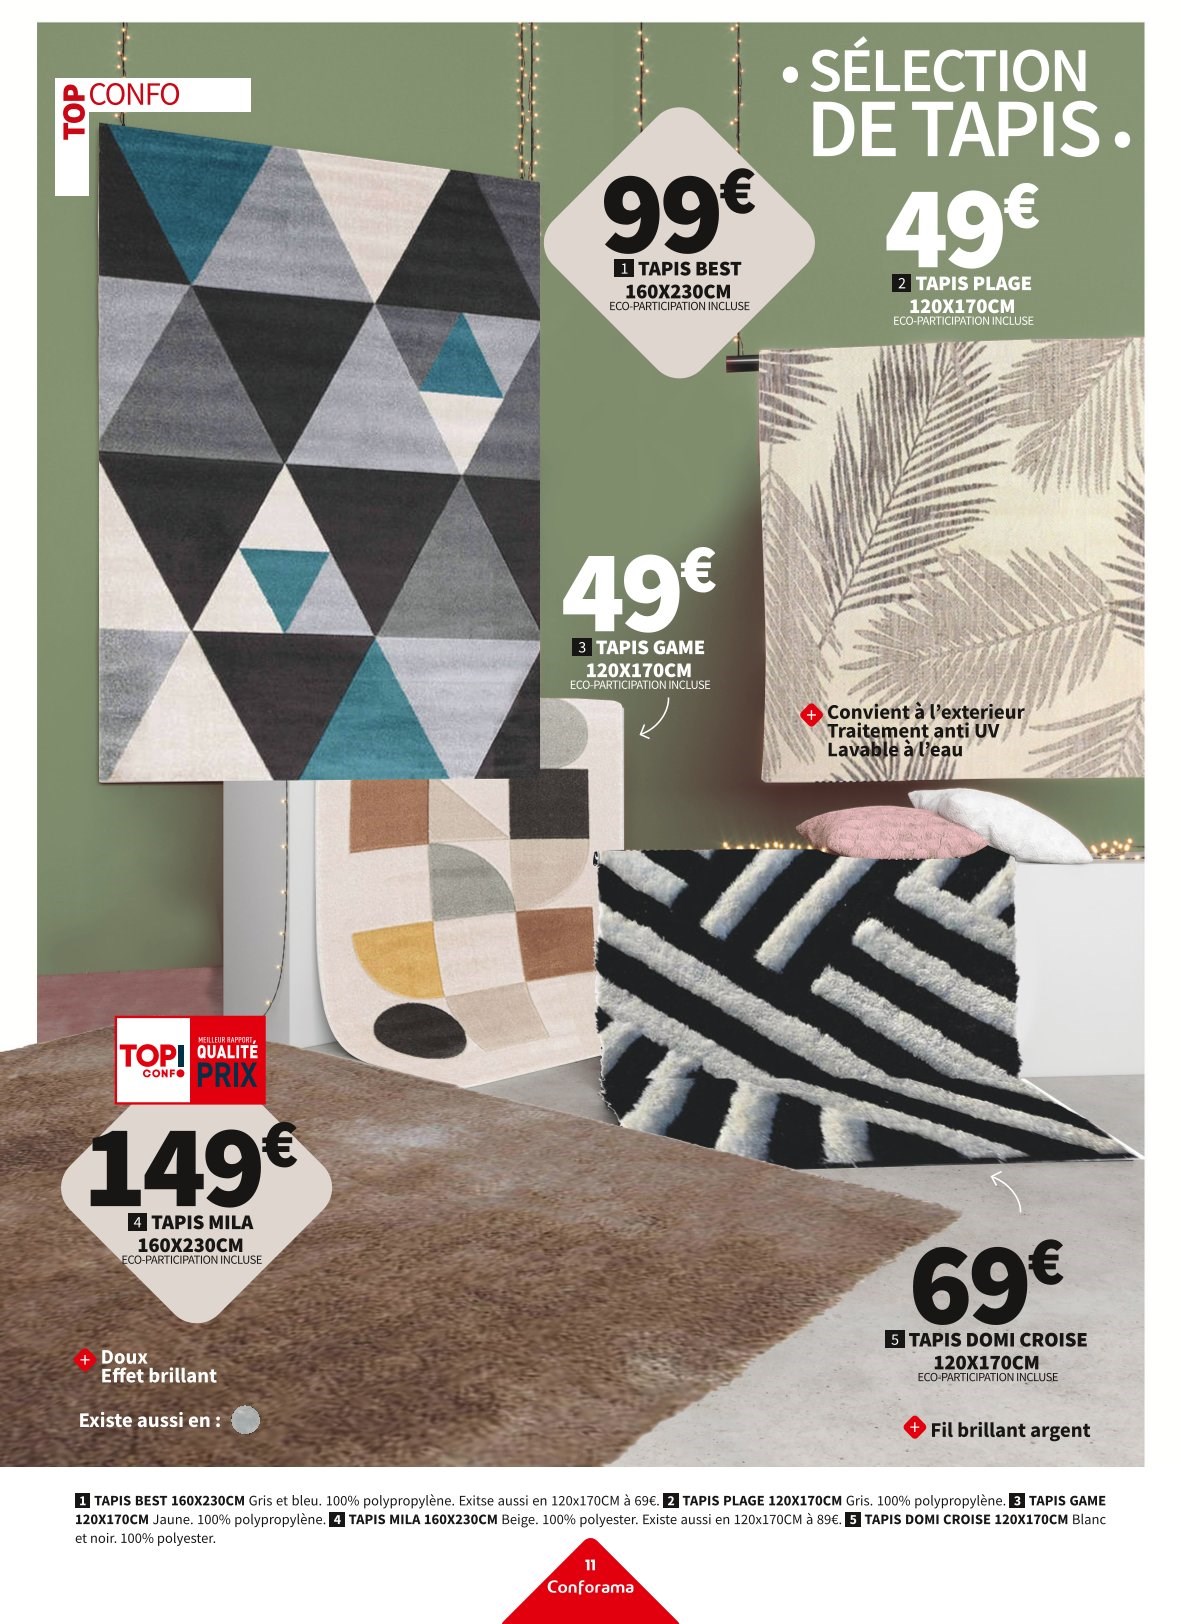 TOP CONFO
• SÉLECTION
DE TAPIS •
99€
1 TAPIS BEST
160X230CM
ECO-PARTICIPATION INCLUSE
49€
2 TAPIS PLAGE
120X170CM
ECO-PARTICIPATION INCLUSE
49€
3 TAPIS GAME
120X170CM
ECO-PARTICIPATION INCLUSE
+ Convient à l'exterieur
Traitement anti UV
Lavable à l'eau
TOP!
CONFO
MEILLEUR RAPPORT
QUALITÉ
PRIX
149€
4 TAPIS MILA
160X230CM
ECO-PARTICIPATION INCLUSE
+ Doux
Effet brillant
Existe aussi en :
69€
5 TAPIS DOMI CROISE
120X170CM
ECO-PARTICIPATION INCLUSE
+ Fil brillant argent
1 TAPIS BEST 160X230CM Gris et bleu. 100% polypropylène. Exitse aussi en 120x170CM à 69€. 2 TAPIS PLAGE 120X170CM Gris. 100% polypropylène. 3 TAPIS GAME
120X170CM Jaune. 100% polypropylène. 4 TAPIS MILA 160X230CM Beige. 100% polyester. Existe aussi en 120x170CM à 89€. 5 TAPIS DOMI CROISE 120X170CM Blanc
et noir. 100% polyester.
11
Conforama